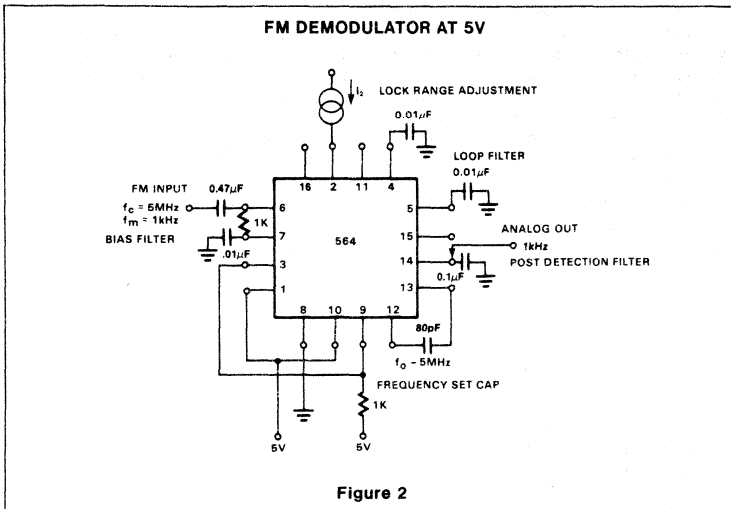 FM DEMODULATOR AT 5V
I₂
LOCK RANGE ADJUSTMENT
0.01µF
LOOP FILTER
0.01µF
16 2 11 4
FM INPUT
0.47µF
fc = 5MHz
fm = 1kHz
6
1K
BIAS FILTER
7
.01µF
3
1
564
5
15
ANALOG OUT
14
1kHz
POST DETECTION FILTER
0.1µF
13
8 10 9 12
80pF
fo - 5MHz
FREQUENCY SET CAP
1K
5V
5V
Figure 2